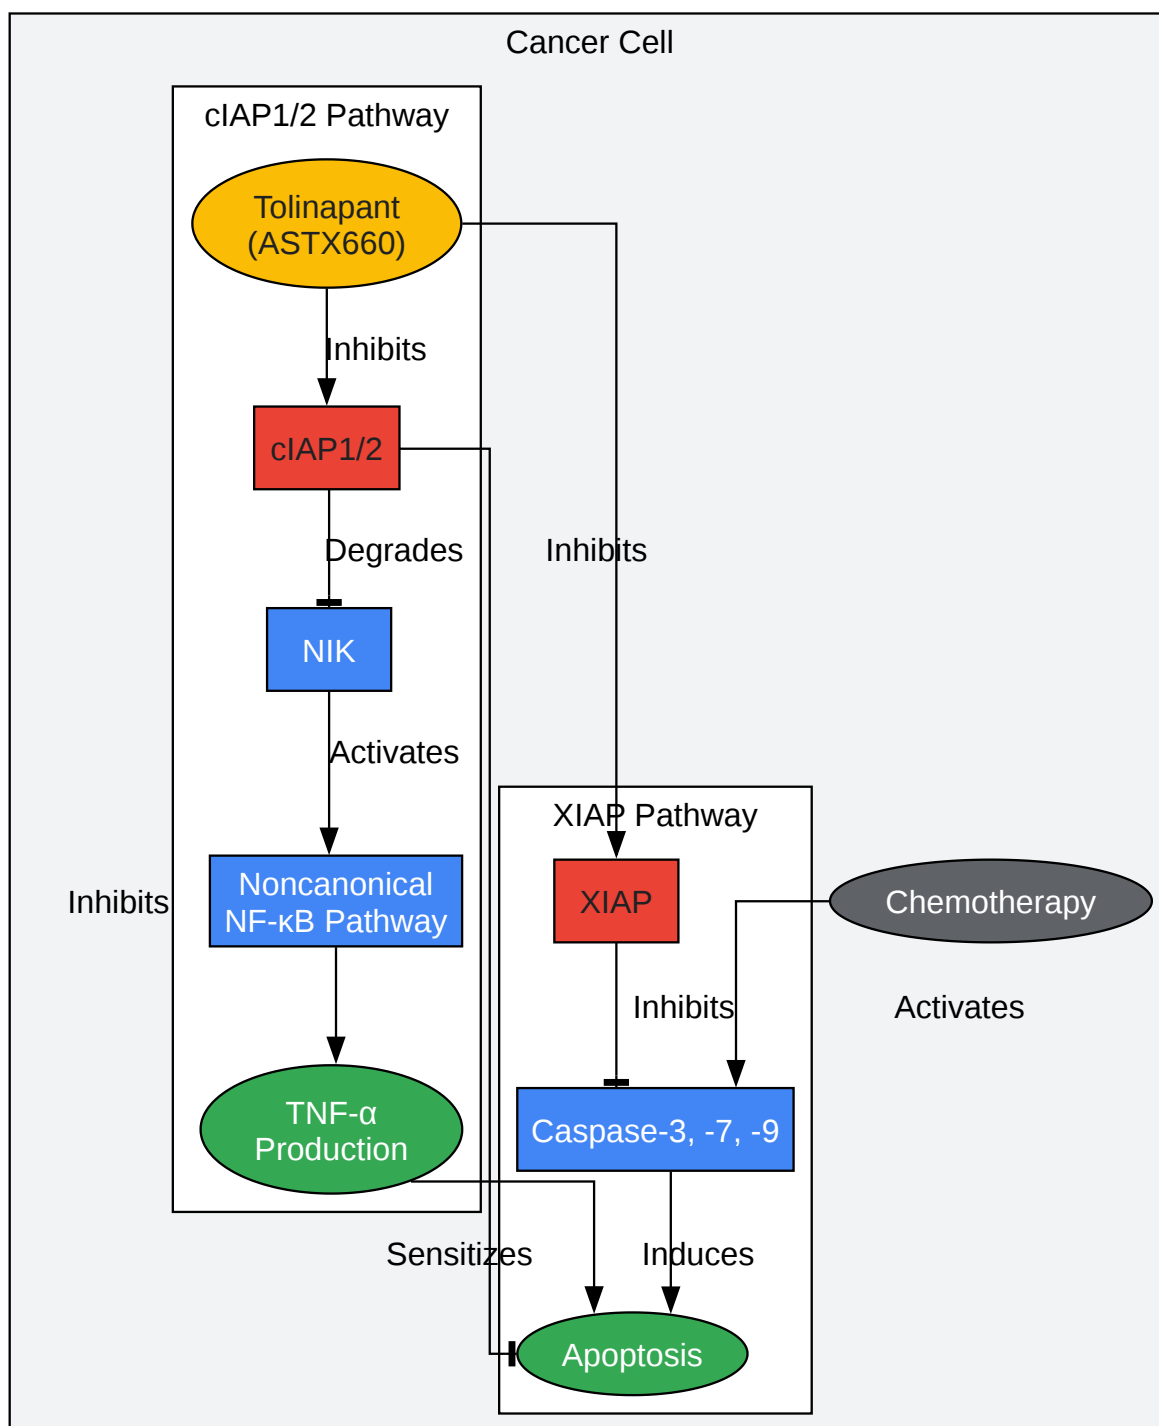 Cancer Cell
cIAP1/2 Pathway
Tolinapant
(ASTX660)
Inhibits
cIAP1/2
Degrades
Inhibits
NIK
Activates
XIAP Pathway
Noncanonical
NF-κB Pathway
Inhibits
XIAP
Chemotherapy
Inhibits
Activates
TNF-α
Production
Caspase-3, -7, -9
Sensitizes
Induces
Apoptosis